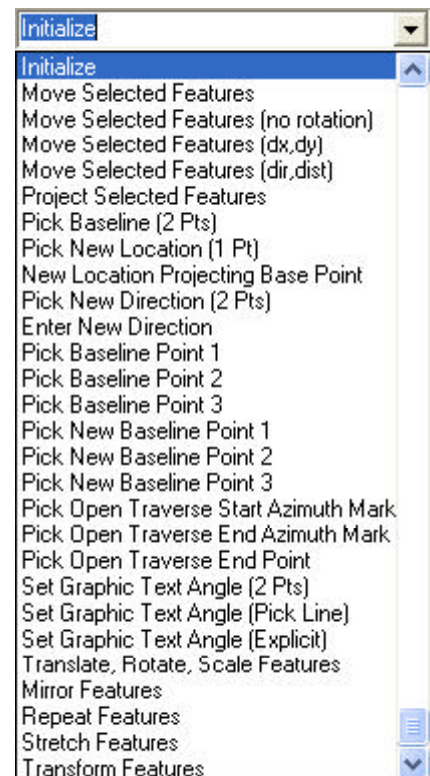 Initialize
Initialize
Move Selected Features
Move Selected Features (no rotation)
Move Selected Features (dx,dy)
Move Selected Features (dir,dist)
Project Selected Features
Pick Baseline (2 Pts)
Pick New Location (1 Pt)
New Location Projecting Base Point
Pick New Direction (2 Pts)
Enter New Direction
Pick Baseline Point 1
Pick Baseline Point 2
Pick Baseline Point 3
Pick New Baseline Point 1
Pick New Baseline Point 2
Pick New Baseline Point 3
Pick Open Traverse Start Azimuth Mark
Pick Open Traverse End Azimuth Mark
Pick Open Traverse End Point
Set Graphic Text Angle (2 Pts)
Set Graphic Text Angle (Pick Line)
Set Graphic Text Angle (Explicit)
Translate, Rotate, Scale Features
Mirror Features
Repeat Features
Stretch Features
Transform Features